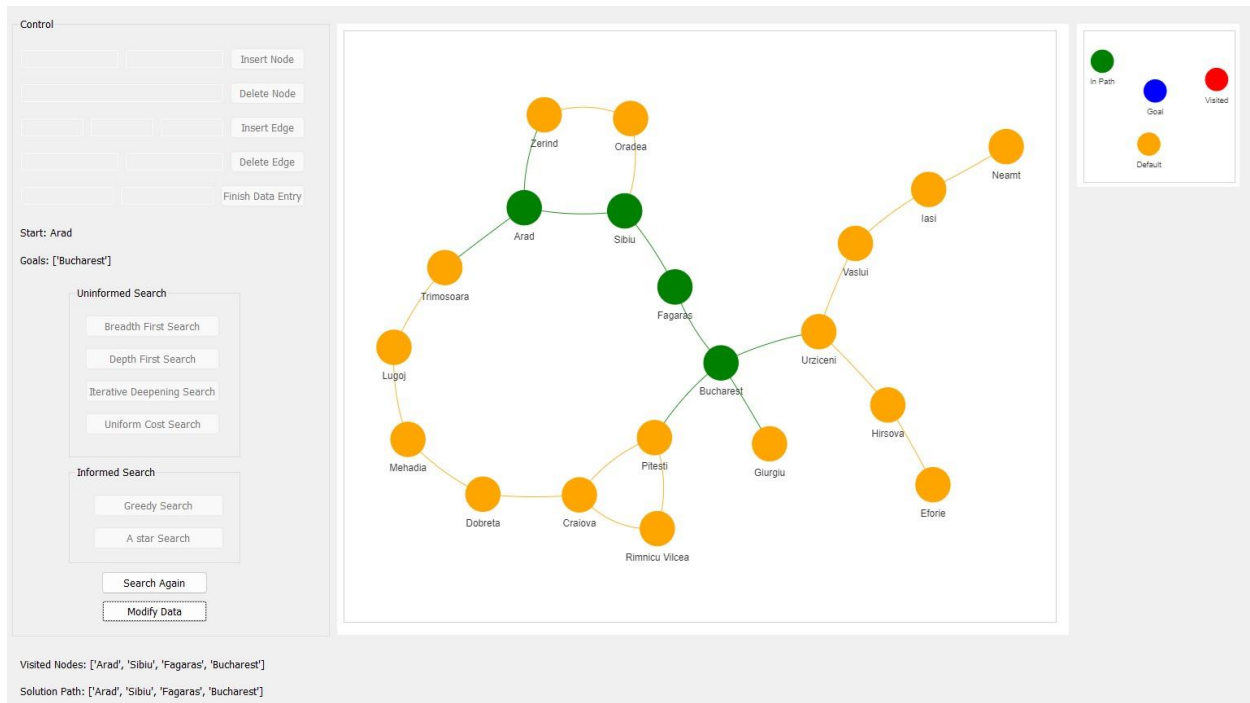 Control
Insert Node
Delete Node
Insert Edge
Delete Edge
Finish Data Entry
Start: Arad
Goals: ['Bucharest']
Uninformed Search
Breadth First Search
Depth First Search
Iterative Deepening Search
Uniform Cost Search
Informed Search
Greedy Search
A star Search
Search Again
Modify Data
Zerind
Oradea
Neamt
Iasi
Arad
Sibiu
Vaslui
Trimosoara
Fagaras
Urziceni
Lugoj
Bucharest
Hirsova
Mehadia
Pitesti
Giurgiu
Eforie
Dobreta
Craiova
Rimnicu Vilcea
In Path
Goal
Visited
Default
Visited Nodes: ['Arad', 'Sibiu', 'Fagaras', 'Bucharest']
Solution Path: ['Arad', 'Sibiu', 'Fagaras', 'Bucharest']